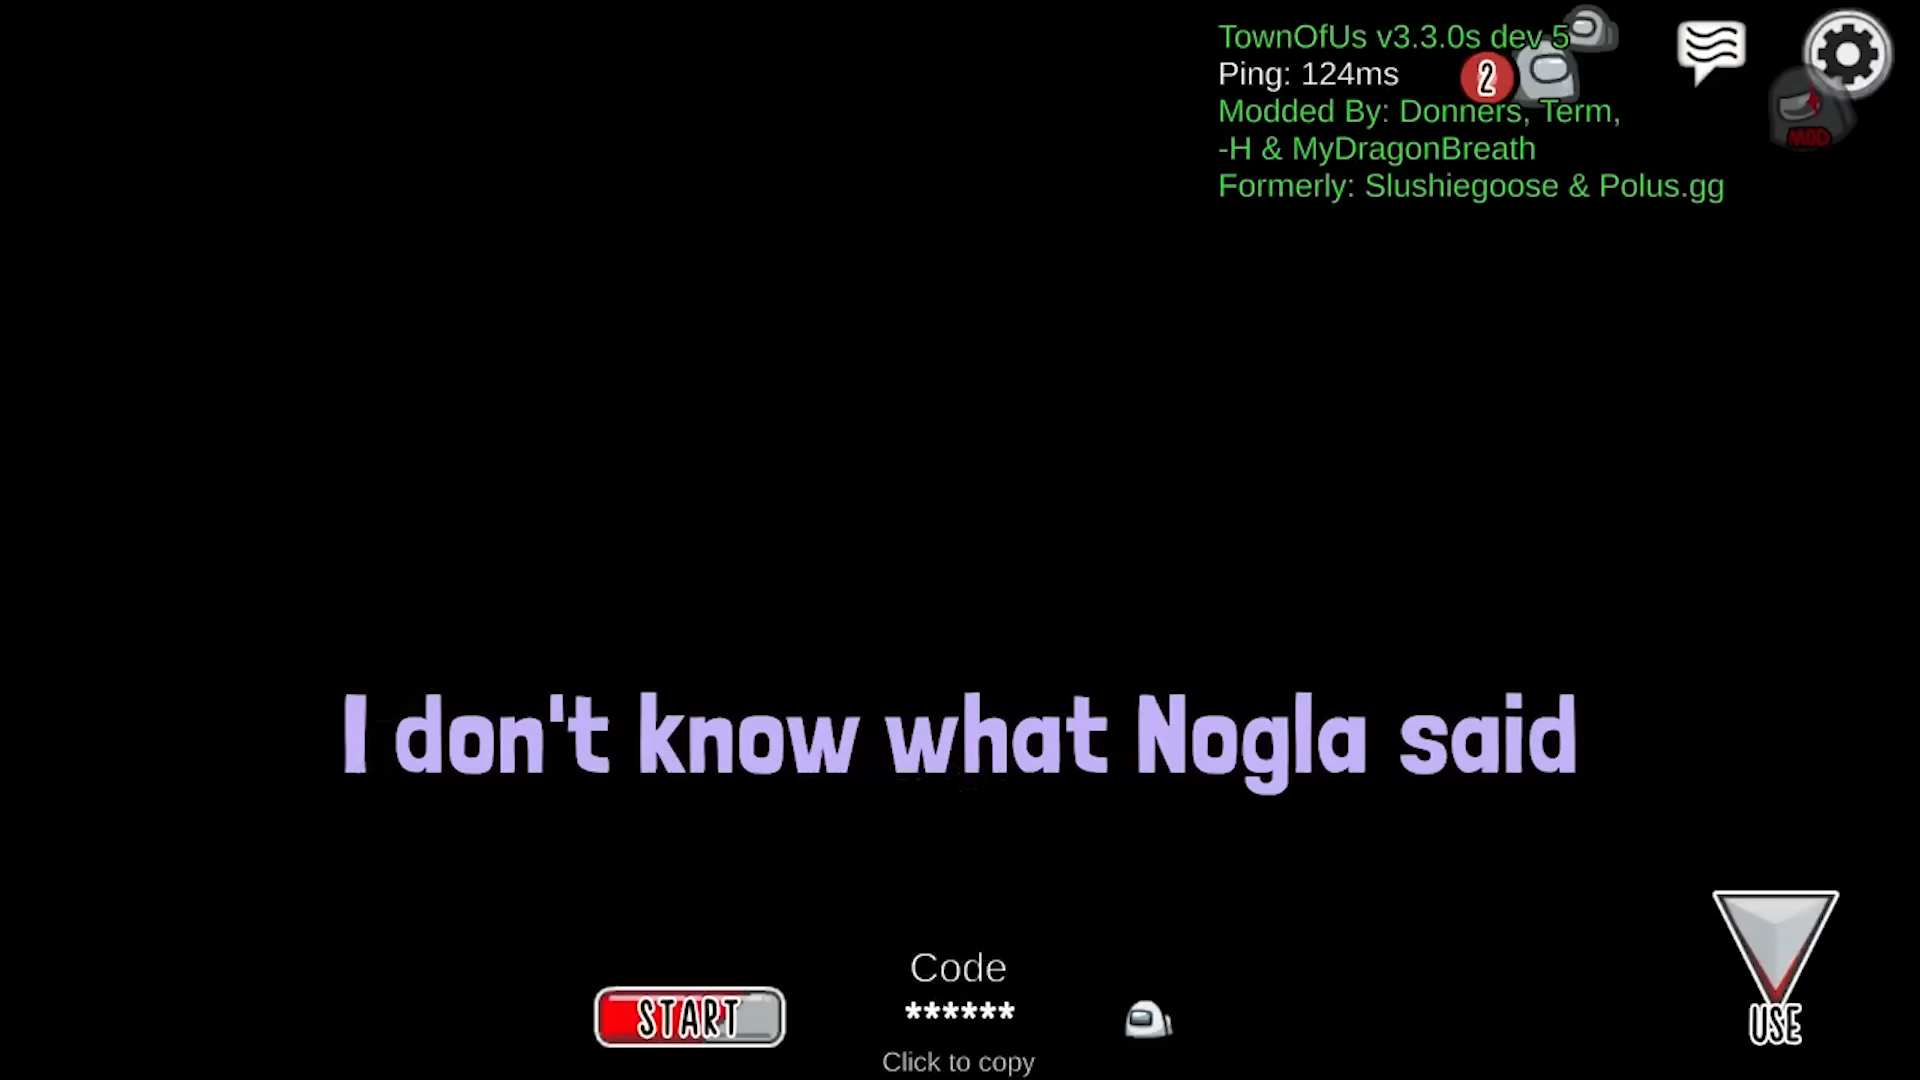 TownOfUs v3.3.0s dev 5
Ping: 124ms
2
Modded By: Donners, Term,
-H & MyDragonBreath
Formerly: Slushiegoose & Polus.gg
MOD
I don't know what Nogla said
Code
START
******
Click to copy
USE